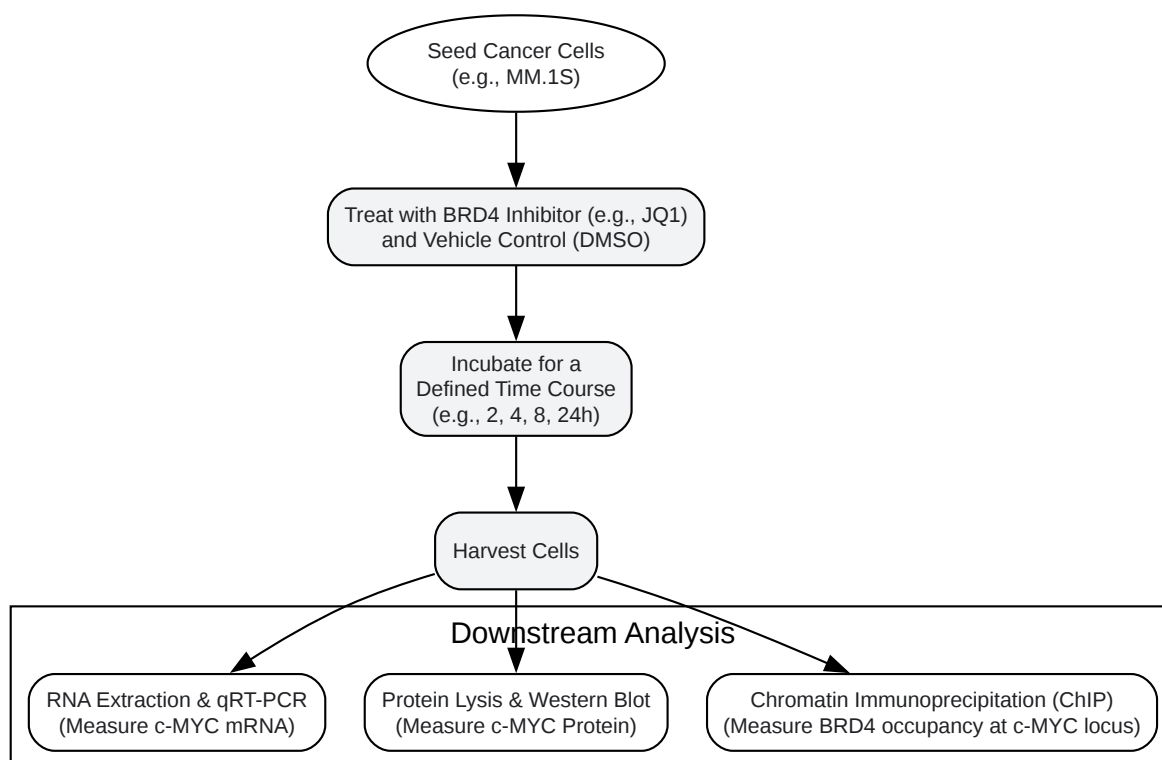 Seed Cancer Cells
(e.g., MM.1S)
Treat with BRD4 Inhibitor (e.g., JQ1)
and Vehicle Control (DMSO)
Incubate for a
Defined Time Course
(e.g., 2, 4, 8, 24h)
Harvest Cells
Downstream Analysis
RNA Extraction & qRT-PCR
(Measure c-MYC mRNA)
Protein Lysis & Western Blot
(Measure c-MYC Protein)
Chromatin Immunoprecipitation (ChIP)
(Measure BRD4 occupancy at c-MYC locus)